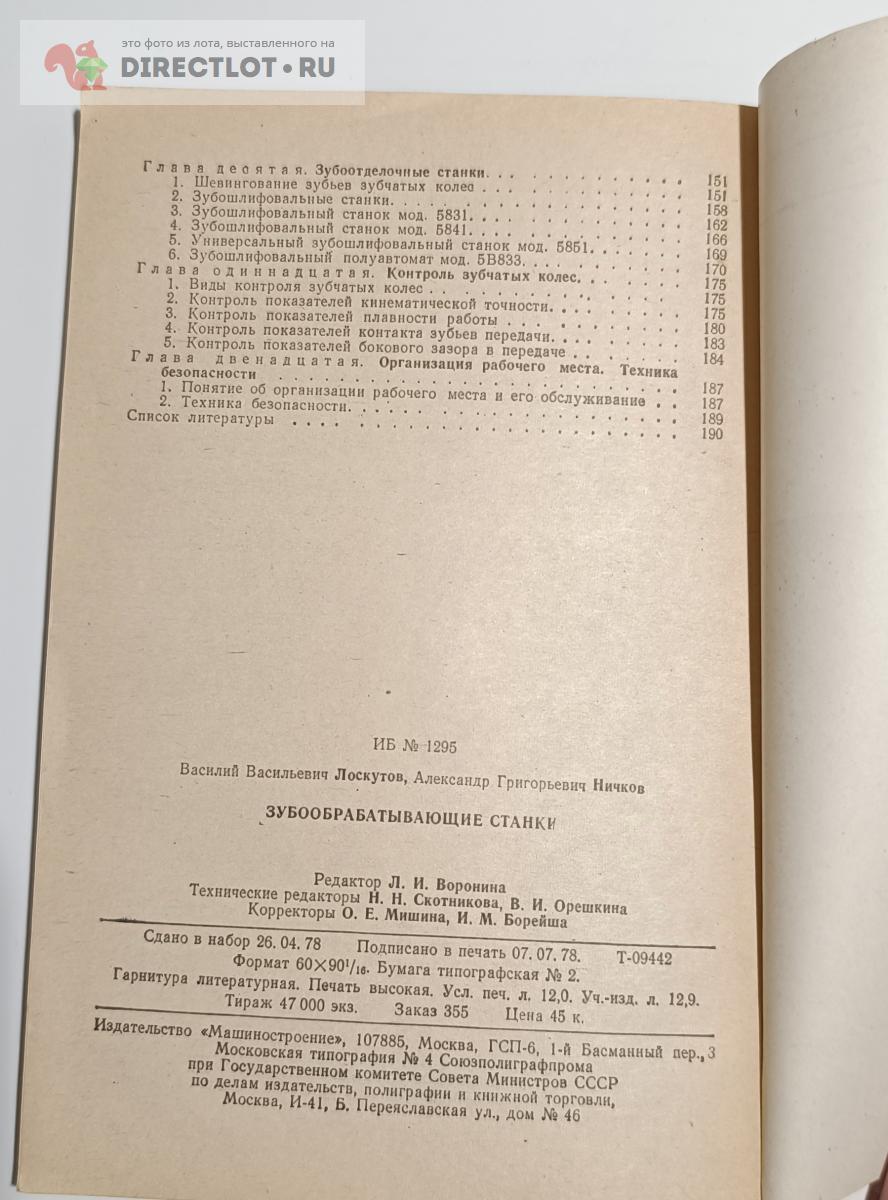 это фото из лота, выставленного на
DIRECTLOT•RU
Глава десятая. Зубоотделочные станки. . . . . . . . . . . 151
1. Шевингование зубьев зубчатых колес . . . . . . . . . . . 151
2. Зубошлифовальные станки. . . . . . . . . . . . . . . 158
3. Зубошлифовальный станок мод. 5831. . . . . . . . . . . 162
4. Зубошлифовальный станок мод. 5841. . . . . . . . . . . 166
5. Универсальный зубошлифовальный станок мод. 5851. . . . . 169
6. Зубошлифовальный полуавтомат мод. 5В833. . . . . . . . . 170
Глава одиннадцатая. Контроль зубчатых колес. . . . . . . 175
1. Виды контроля зубчатых колес . . . . . . . . . . . . . 175
2. Контроль показателей кинематической точности. . . . . . . 175
3. Контроль показателей плавности работы . . . . . . . . . 180
4. Контроль показателей контакта зубьев передачи. . . . . . . 183
5. Контроль показателей бокового зазора в передаче . . . . . . 184
Глава двенадцатая. Организация рабочего места. Техника
безопасности . . . . . . . . . . . . . . . . . . . 187
1. Понятие об организации рабочего места и его обслуживание . . 187
2. Техника безопасности. . . . . . . . . . . . . . . . . 189
Список литературы . . . . . . . . . . . . . . . . . . . 190
ИБ № 1295
Василий Васильевич Лоскутов, Александр Григорьевич Ничков
ЗУБООБРАБАТЫВАЮЩИЕ СТАНКИ
Редактор Л. И. Воронина
Технические редакторы Н. Н. Скотникова, В. И. Орешкина
Корректоры О. Е. Мишина, И. М. Борейша
Сдано в набор 26.04.78 Подписано в печать 07.07.78. Т-09442
Формат 60×90¹/₁₆. Бумага типографская № 2.
Гарнитура литературная. Печать высокая. Усл. печ. л. 12,0. Уч.-изд. л. 12,9.
Тираж 47 000 экз. Заказ 355 Цена 45 к.
Издательство «Машиностроение», 107885, Москва, ГСП-6, 1-й Басманный пер., 3
Московская типография № 4 Союзполиграфпрома
при Государственном комитете Совета Министров СССР
по делам издательств, полиграфии и книжной торговли,
Москва, И-41, Б. Переяславская ул., дом № 46